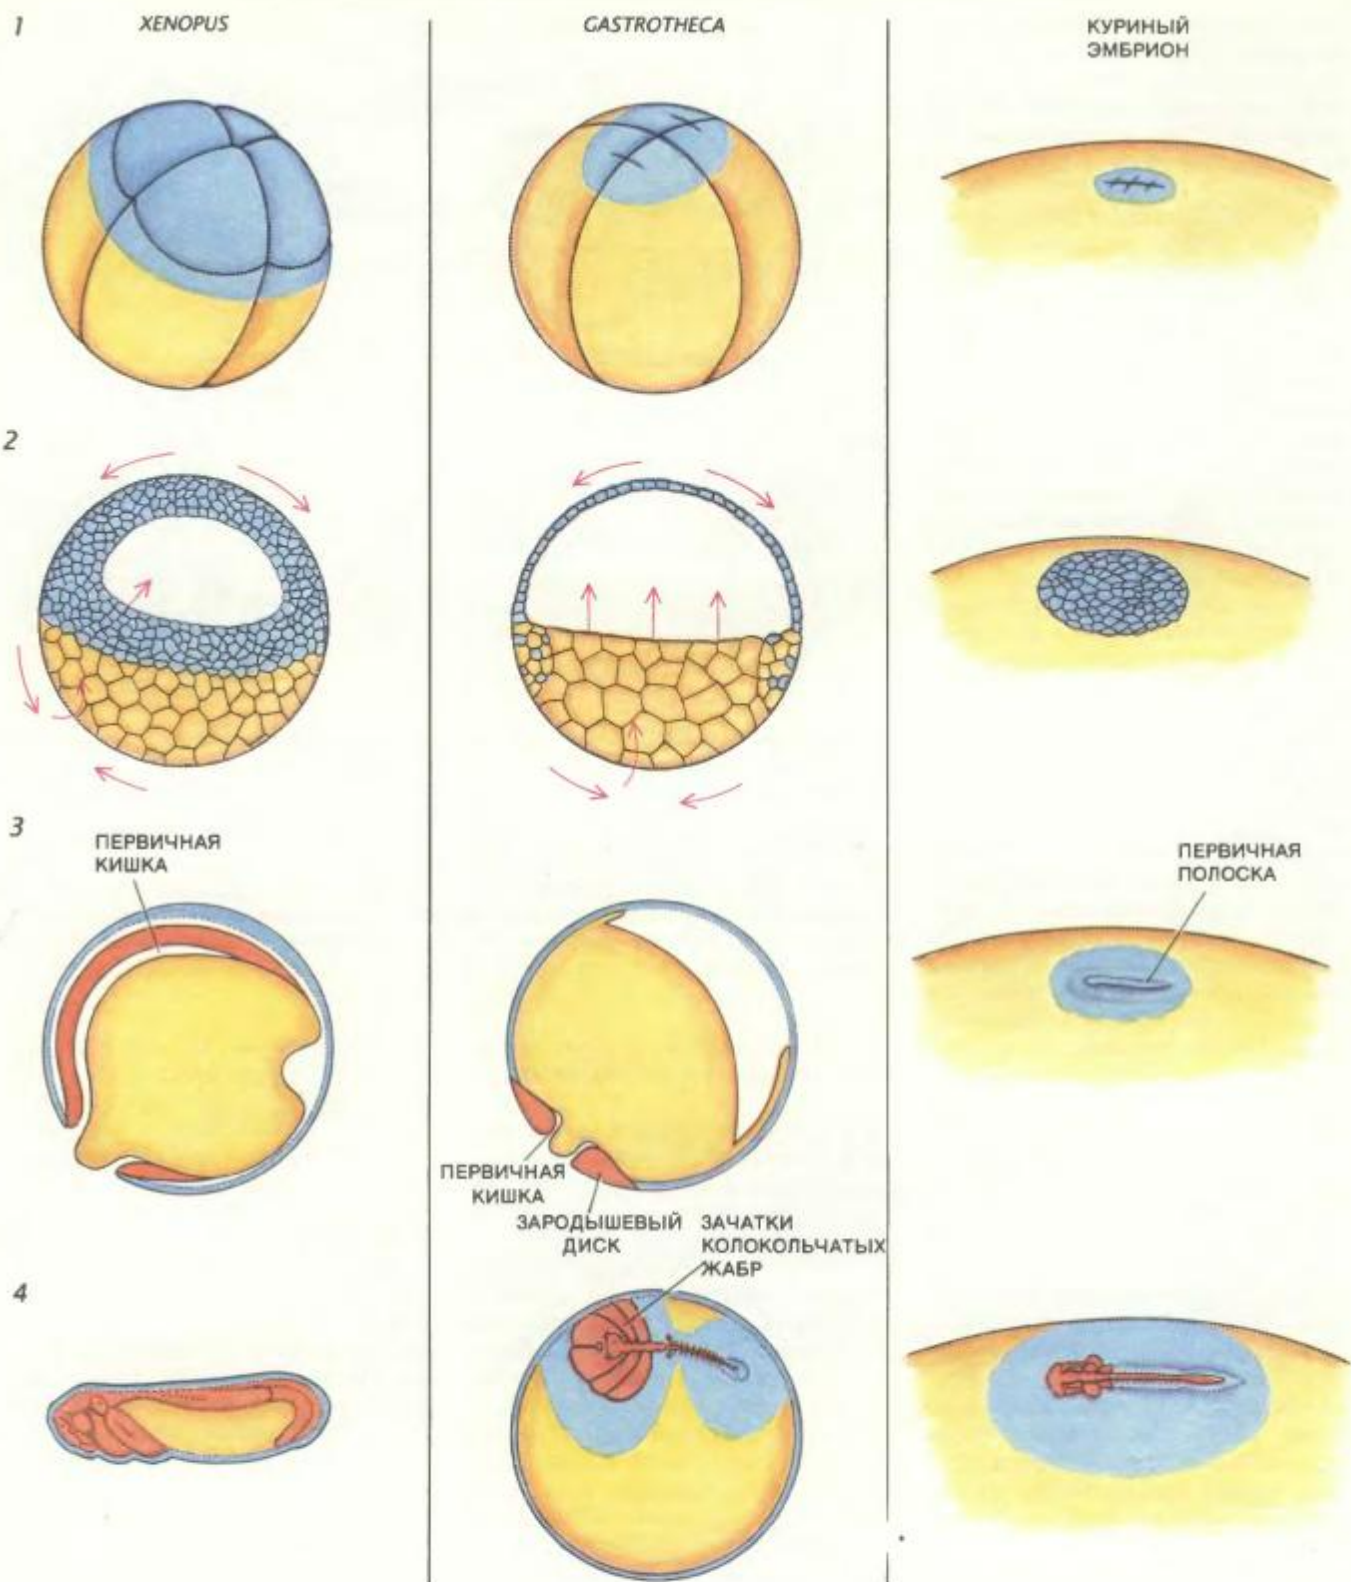 1
XENOPUS
GASTROTHECA
КУРИНЫЙ
ЭМБРИОН
2
3
ПЕРВИЧНАЯ
КИШКА
ПЕРВИЧНАЯ
ПОЛОСКА
ПЕРВИЧНАЯ
КИШКА
ЗАРОДЫШЕВЫЙ
ДИСК
ЗАЧАТКИ
КОЛОКОЛЬЧАТЫХ
ЖАБР
4